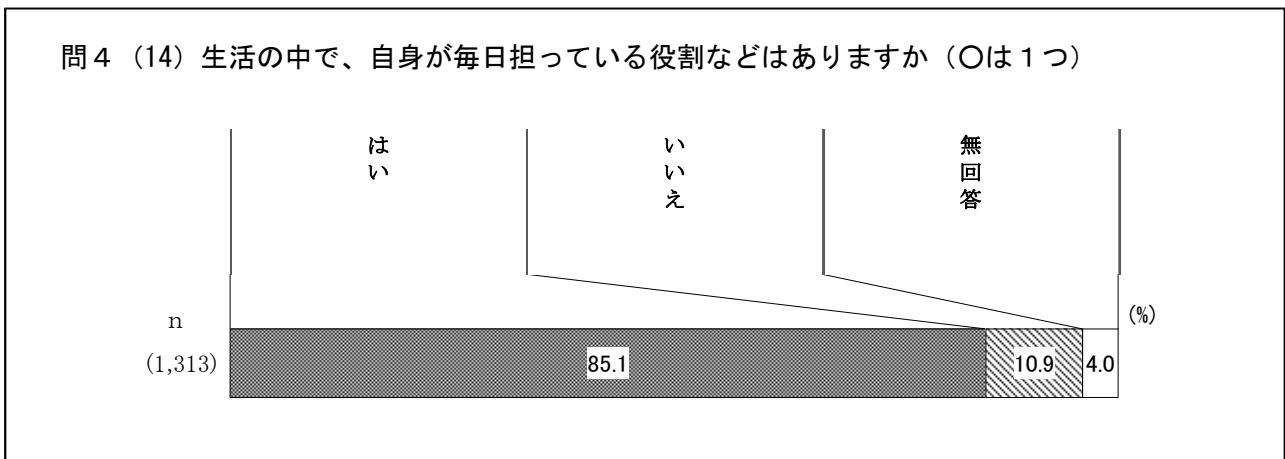 問４（14）生活の中で、自身が毎日担っている役割などはありますか（〇は１つ）
はい
いいえ
無回答
(%)
n
(1,313)
85.1
10.9
4.0